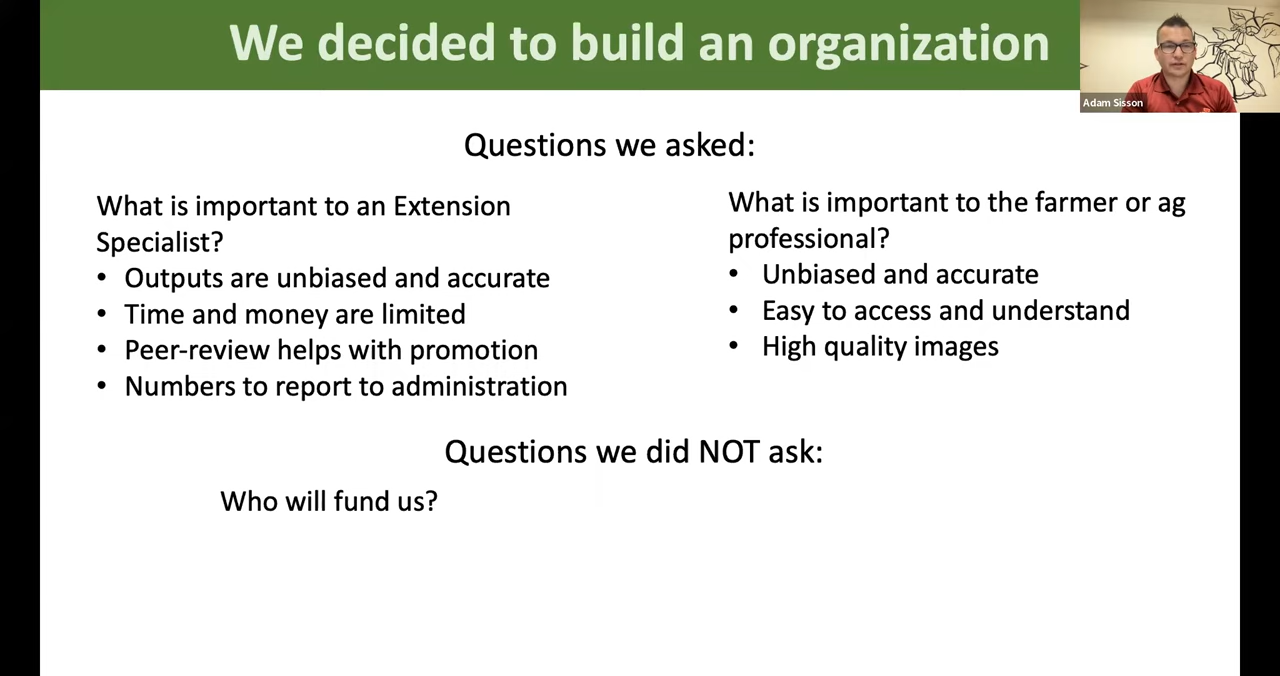 We decided to build an organization
Adam Sisson
Questions we asked:
What is important to an Extension
Specialist?
• Outputs are unbiased and accurate
• Time and money are limited
• Peer-review helps with promotion
• Numbers to report to administration
What is important to the farmer or ag
professional?
• Unbiased and accurate
• Easy to access and understand
• High quality images
Questions we did NOT ask:
Who will fund us?